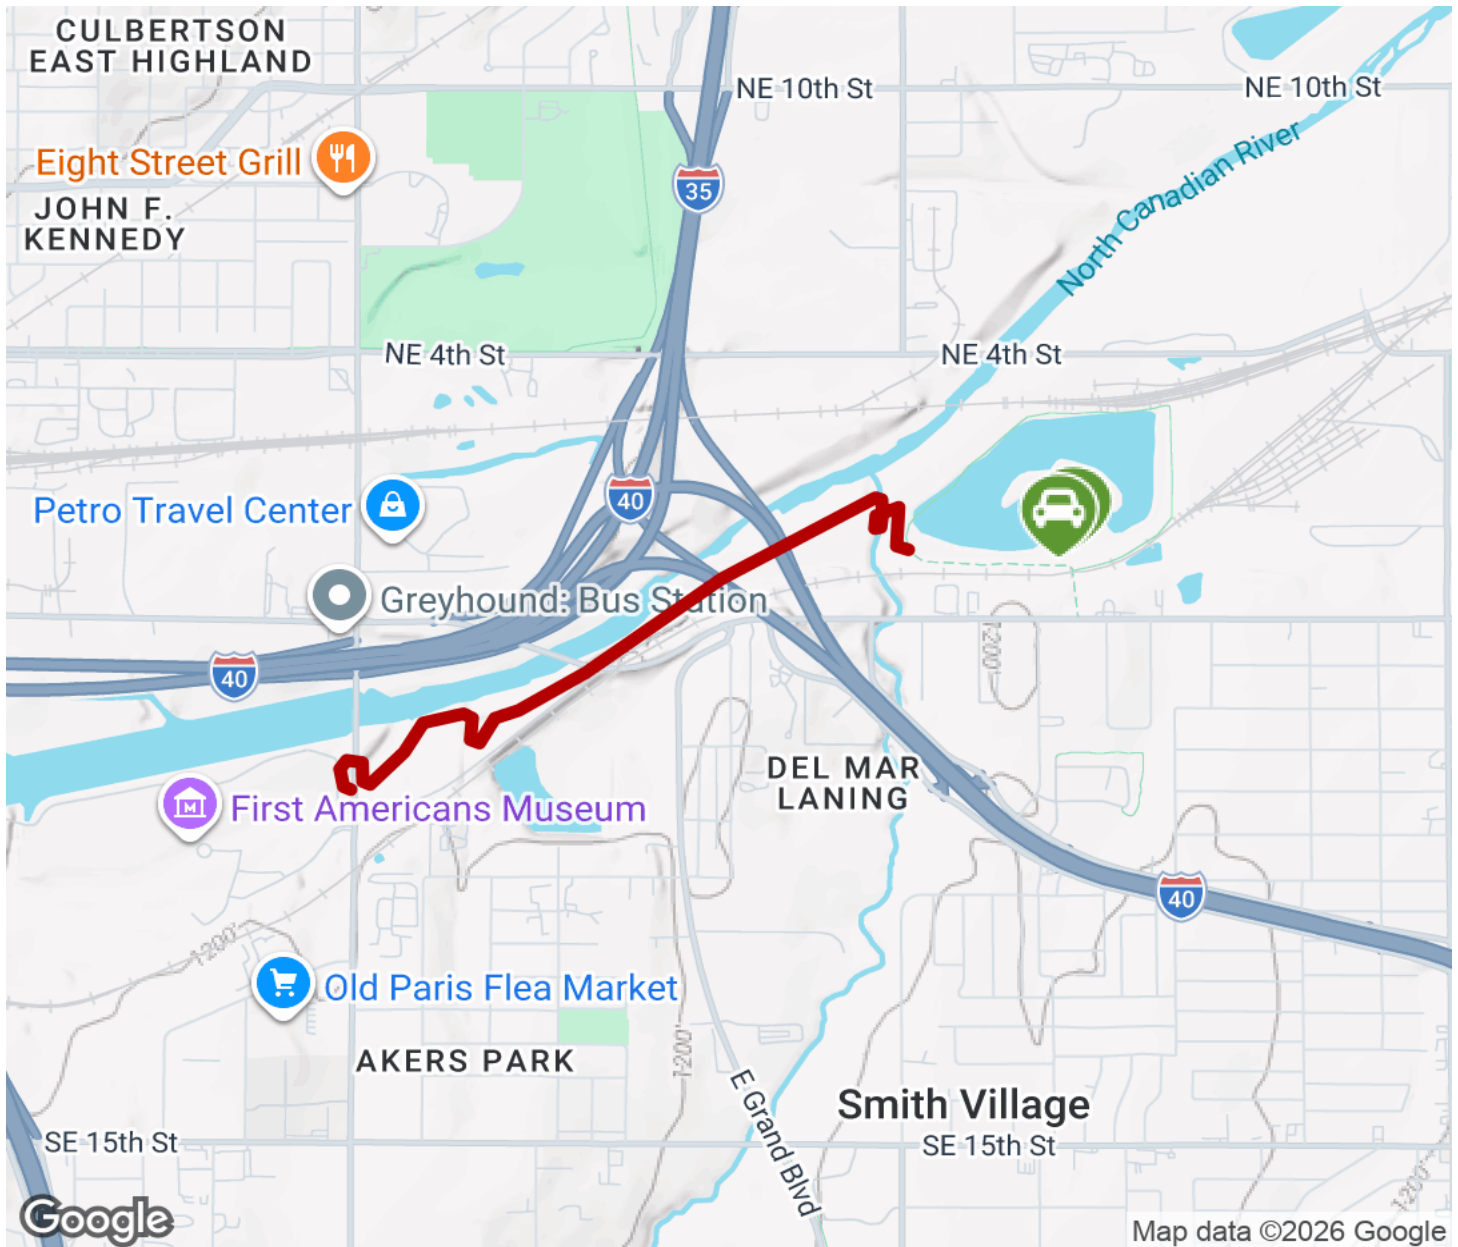 CULBERTSON
EAST HIGHLAND
NE 10th St
NE 10th St
Eight Street Grill
35
North Canadian River
JOHN F.
KENNEDY
NE 4th St
NE 4th St
40
Petro Travel Center
Greyhound: Bus Station
1200'
40
DEL MAR
LANING
First Americans Museum
40
1200'
Old Paris Flea Market
AKERS PARK
1200'
E Grand Blvd
Smith Village
SE 15th St
SE 15th St
1200'
Google
Map data ©2026 Google